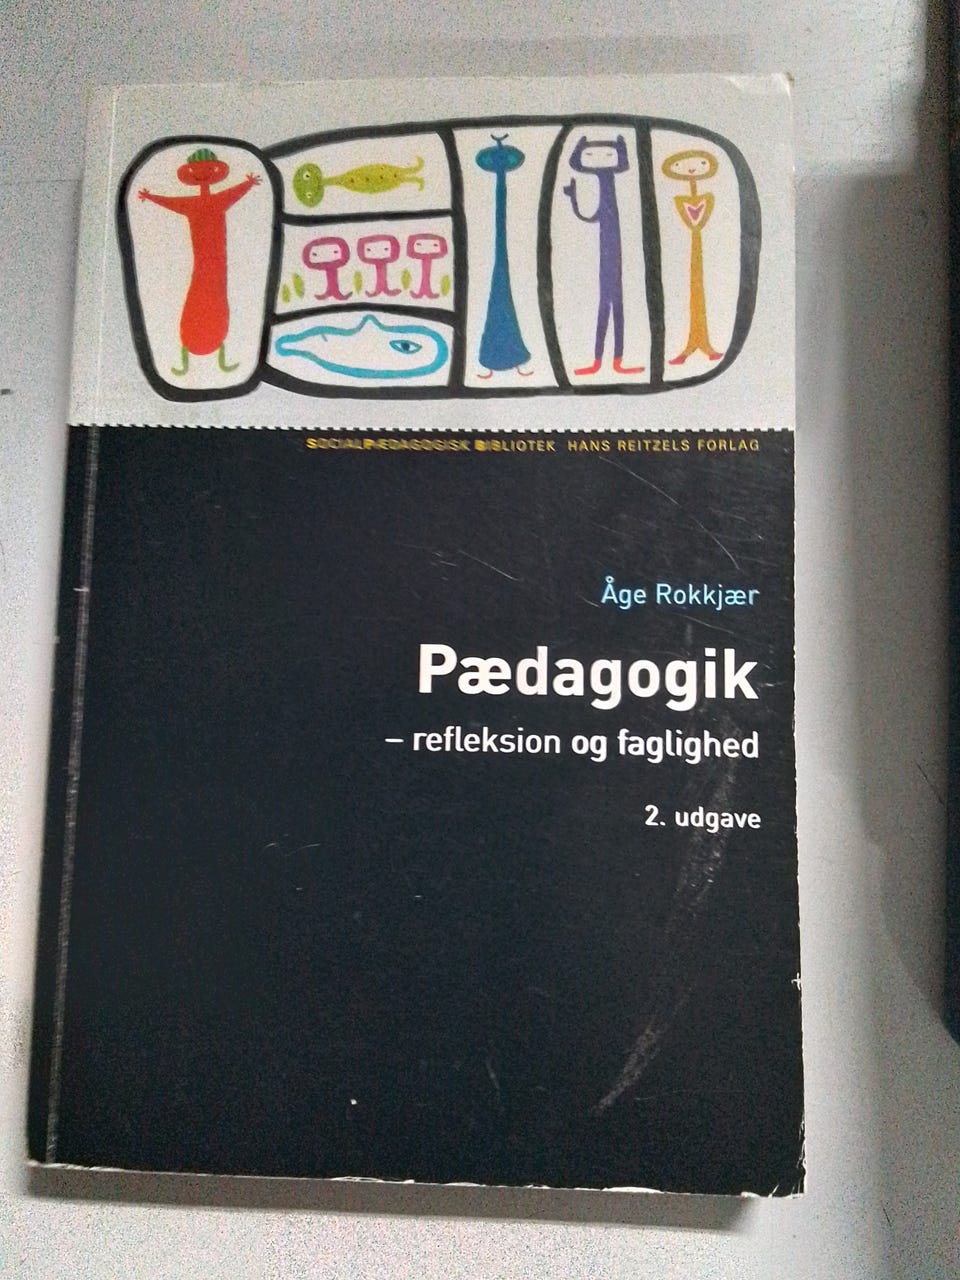 SOCIALPÆDAGOGISK BIBLIOTEK HANS REITZELS FORLAG
Åge Rokkjær
Pædagogik
– refleksion og faglighed
2. udgave